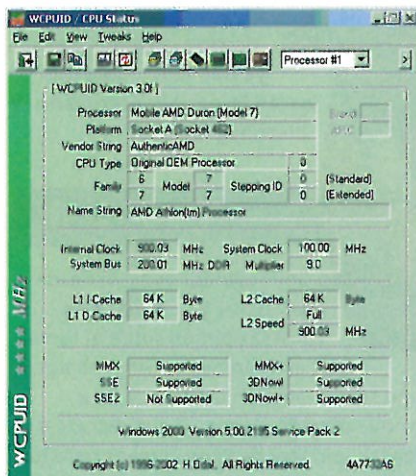 WCPUID / CPU Status
File Edit View Tweaks Help
Processor #1
[ WCPUID Version 3.0f ]
Processor Mobile AMD Duron (Model 7)
Platform Socket A (Socket 462)
Vendor String AuthenticAMD
CPU Type Original OEM Processor 0
Family 6 Model 7 Stepping ID 0 (Standard)
7 7 0 (Extended)
Name String AMD Athlon(tm) Processor
Internal Clock 900.03 MHz System Clock 100.00 MHz
System Bus 200.01 MHz DDR Multiplier 9.0
L1 I-Cache 64 K Byte L2 Cache 64 K Byte
L1 D-Cache 64 K Byte L2 Speed Full
900.03 MHz
MMX Supported MMX+ Supported
SSE Supported 3DNow! Supported
SSE2 Not Supported 3DNow!+ Supported
Windows 2000 Version 5.00.2195 Service Pack 2
Copyright (c) 1996-2002 H.Oda!. All Rights Reserved. 4A7732A6
WCPUID **** MHz